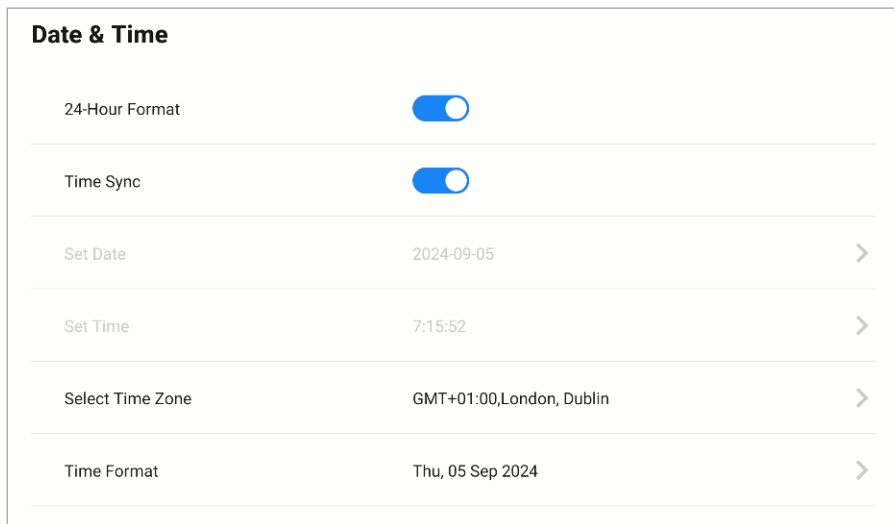 Date & Time
24-Hour Format
Time Sync
Set Date 2024-09-05
Set Time 7:15:52
Select Time Zone GMT+01:00,London, Dublin
Time Format Thu, 05 Sep 2024